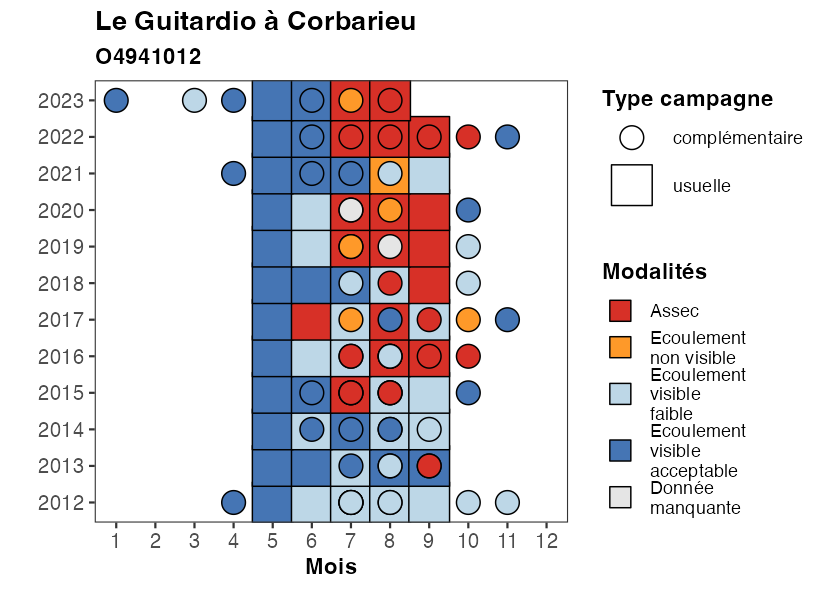 Le Guitardio à Corbarieu
O4941012
2023
2022
2021
2020
2019
2018
2017
2016
2015
2014
2013
2012
1 2 3 4 5 6 7 8 9 10 11 12
Mois
Type campagne
complémentaire
usuelle
Modalités
Assec
Ecoulement
non visible
Ecoulement
visible
faible
Ecoulement
visible
acceptable
Donnée
manquante